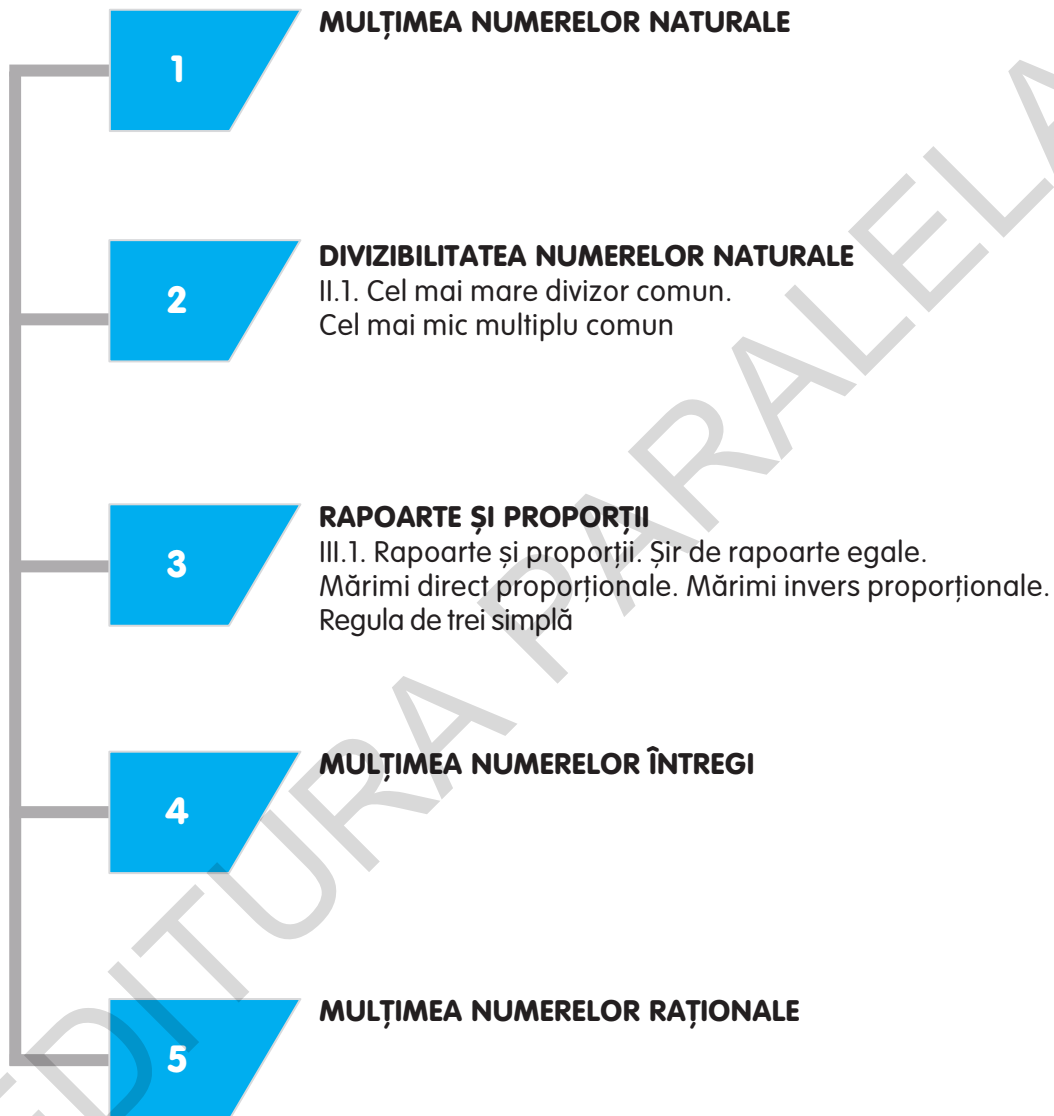 1
MULȚIMEA NUMERELOR NATURALE
2
DIVIZIBILITATEA NUMERELOR NATURALE
II.1. Cel mai mare divizor comun.
Cel mai mic multiplu comun
3
RAPOARTE ȘI PROPORȚII
III.1. Rapoarte și proporții. Șir de rapoarte egale.
Mărimi direct proporționale. Mărimi invers proporționale.
Regula de trei simplă
4
MULȚIMEA NUMERELOR ÎNTREGI
5
MULȚIMEA NUMERELOR RAȚIONALE
EDITURA PARALELA